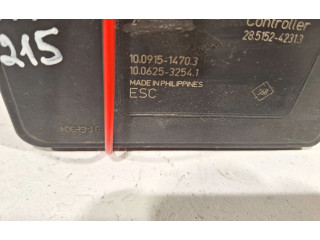 215
Controller
28.5152-4231.3
10.0915-1470.3
10.0625-3254.1
MADE IN PHILIPPINES
ESC